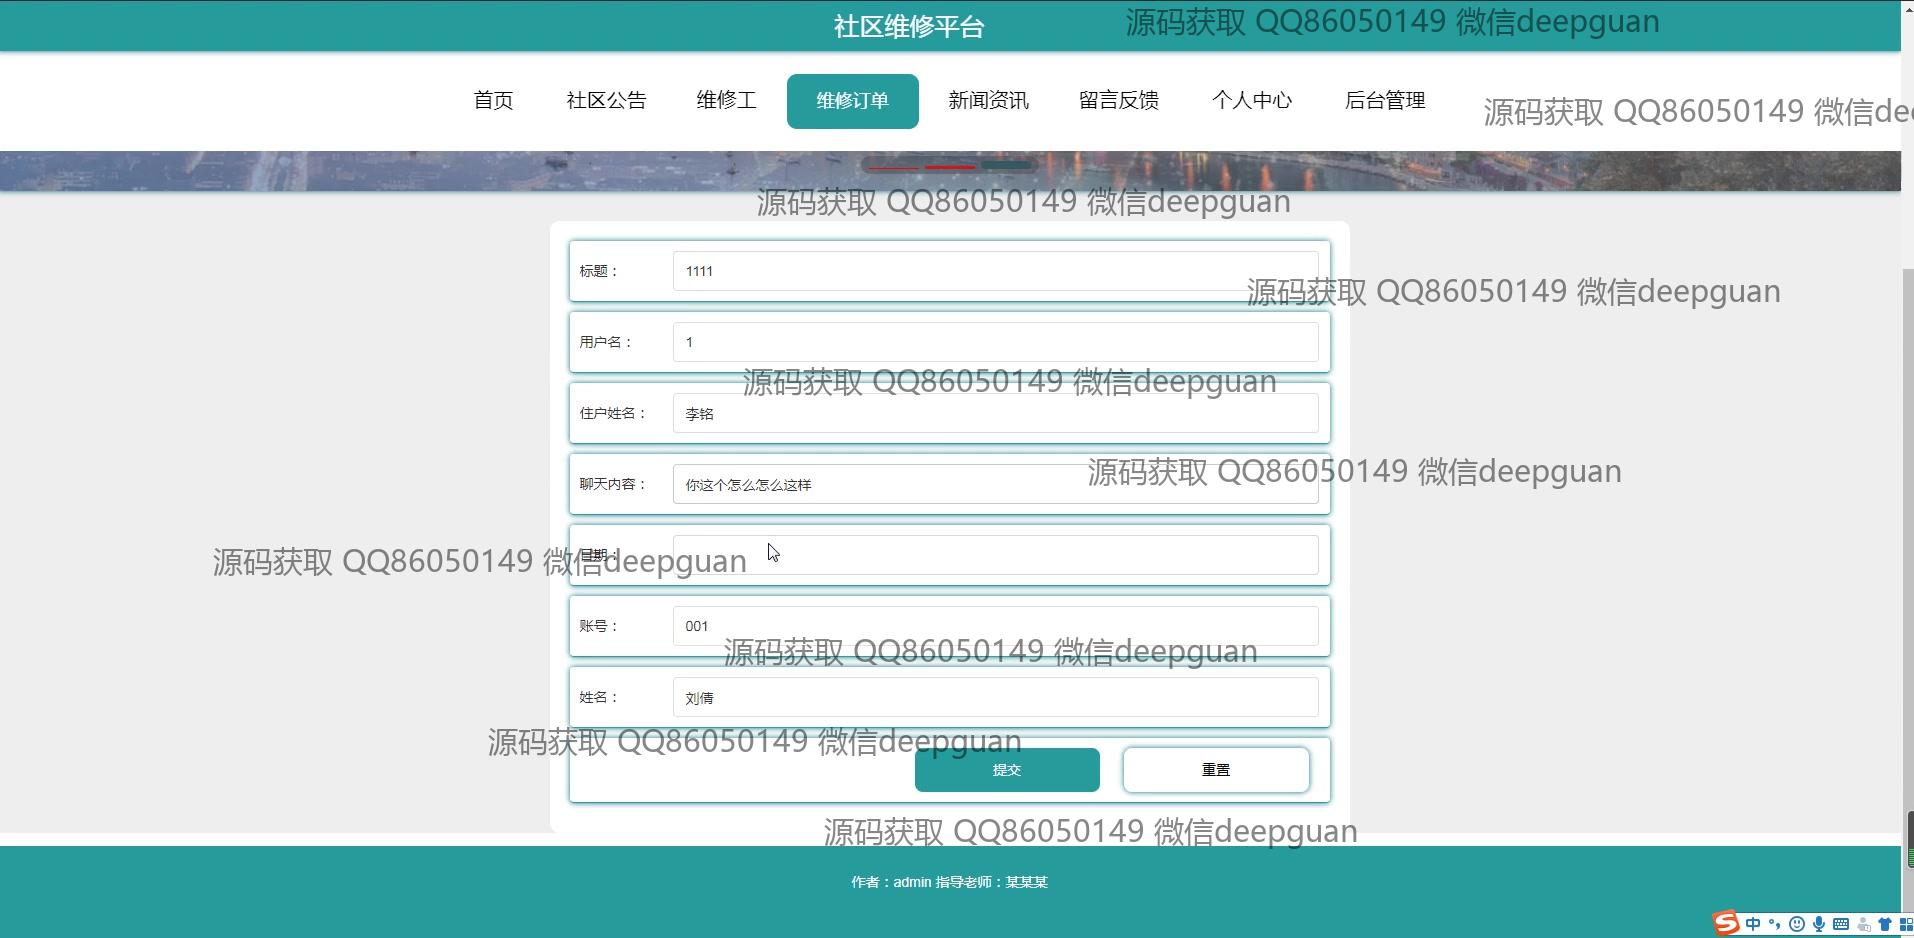 社区维修平台
源码获取 QQ86050149 微信deepguan
首页 社区公告 维修工 维修订单 新闻资讯 留言反馈 个人中心 后台管理
源码获取 QQ86050149 微信dee
源码获取 QQ86050149 微信deepguan
标题： 1111
源码获取 QQ86050149 微信deepguan
用户名： 1
源码获取 QQ86050149 微信deepguan
住户姓名： 李铭
源码获取 QQ86050149 微信deepguan
聊天内容： 你这个怎么怎么这样
日期：
源码获取 QQ86050149 微信deepguan
账号： 001
源码获取 QQ86050149 微信deepguan
姓名： 刘倩
源码获取 QQ86050149 微信deepguan
提交 重置
源码获取 QQ86050149 微信deepguan
作者：admin 指导老师：某某某
S 中